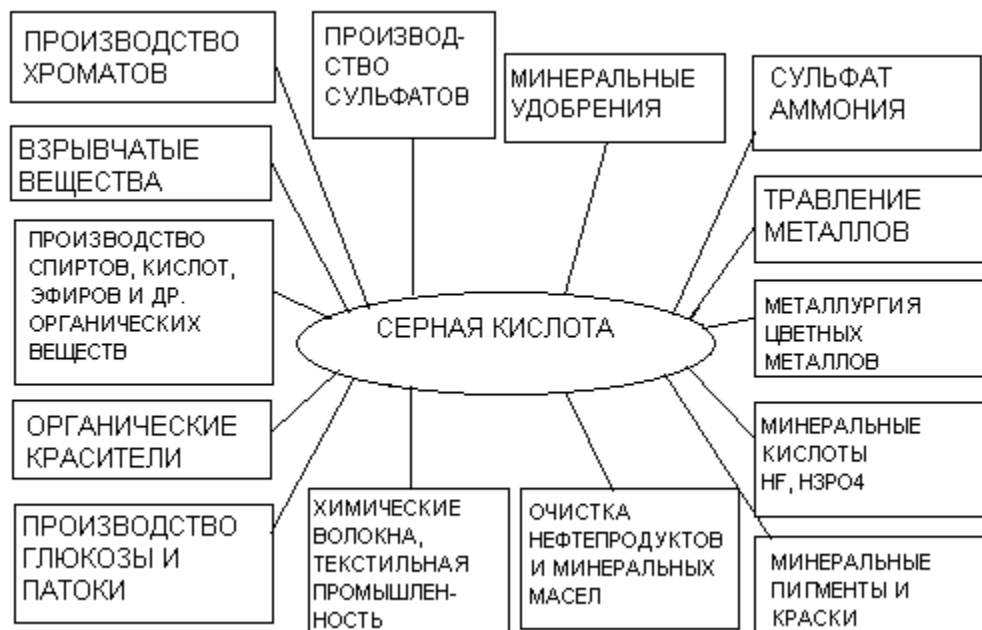 ПРОИЗВОДСТВО
ХРОМАТОВ
ПРОИЗВОД-
СТВО
СУЛЬФАТОВ
МИНЕРАЛЬНЫЕ
УДОБРЕНИЯ
СУЛЬФАТ
АММОНИЯ
ВЗРЫВЧАТЫЕ
ВЕЩЕСТВА
ТРАВЛЕНИЕ
МЕТАЛЛОВ
ПРОИЗВОДСТВО
СПИРТОВ, КИСЛОТ,
ЭФИРОВ И ДР.
ОРГАНИЧЕСКИХ
ВЕЩЕСТВ
СЕРНАЯ КИСЛОТА
МЕТАЛЛУРГИЯ
ЦВЕТНЫХ
МЕТАЛЛОВ
ОРГАНИЧЕСКИЕ
КРАСИТЕЛИ
МИНЕРАЛЬНЫЕ
КИСЛОТЫ
HF, H3PO4
ПРОИЗВОДСТВО
ГЛЮКОЗЫ И
ПАТОКИ
ХИМИЧЕСКИЕ
ВОЛОКНА,
ТЕКСТИЛЬНАЯ
ПРОМЫШЛЕН-
НОСТЬ
ОЧИСТКА
НЕФТЕПРОДУКТОВ
И МИНЕРАЛЬНЫХ
МАСЕЛ
МИНЕРАЛЬНЫЕ
ПИГМЕНТЫ И
КРАСКИ